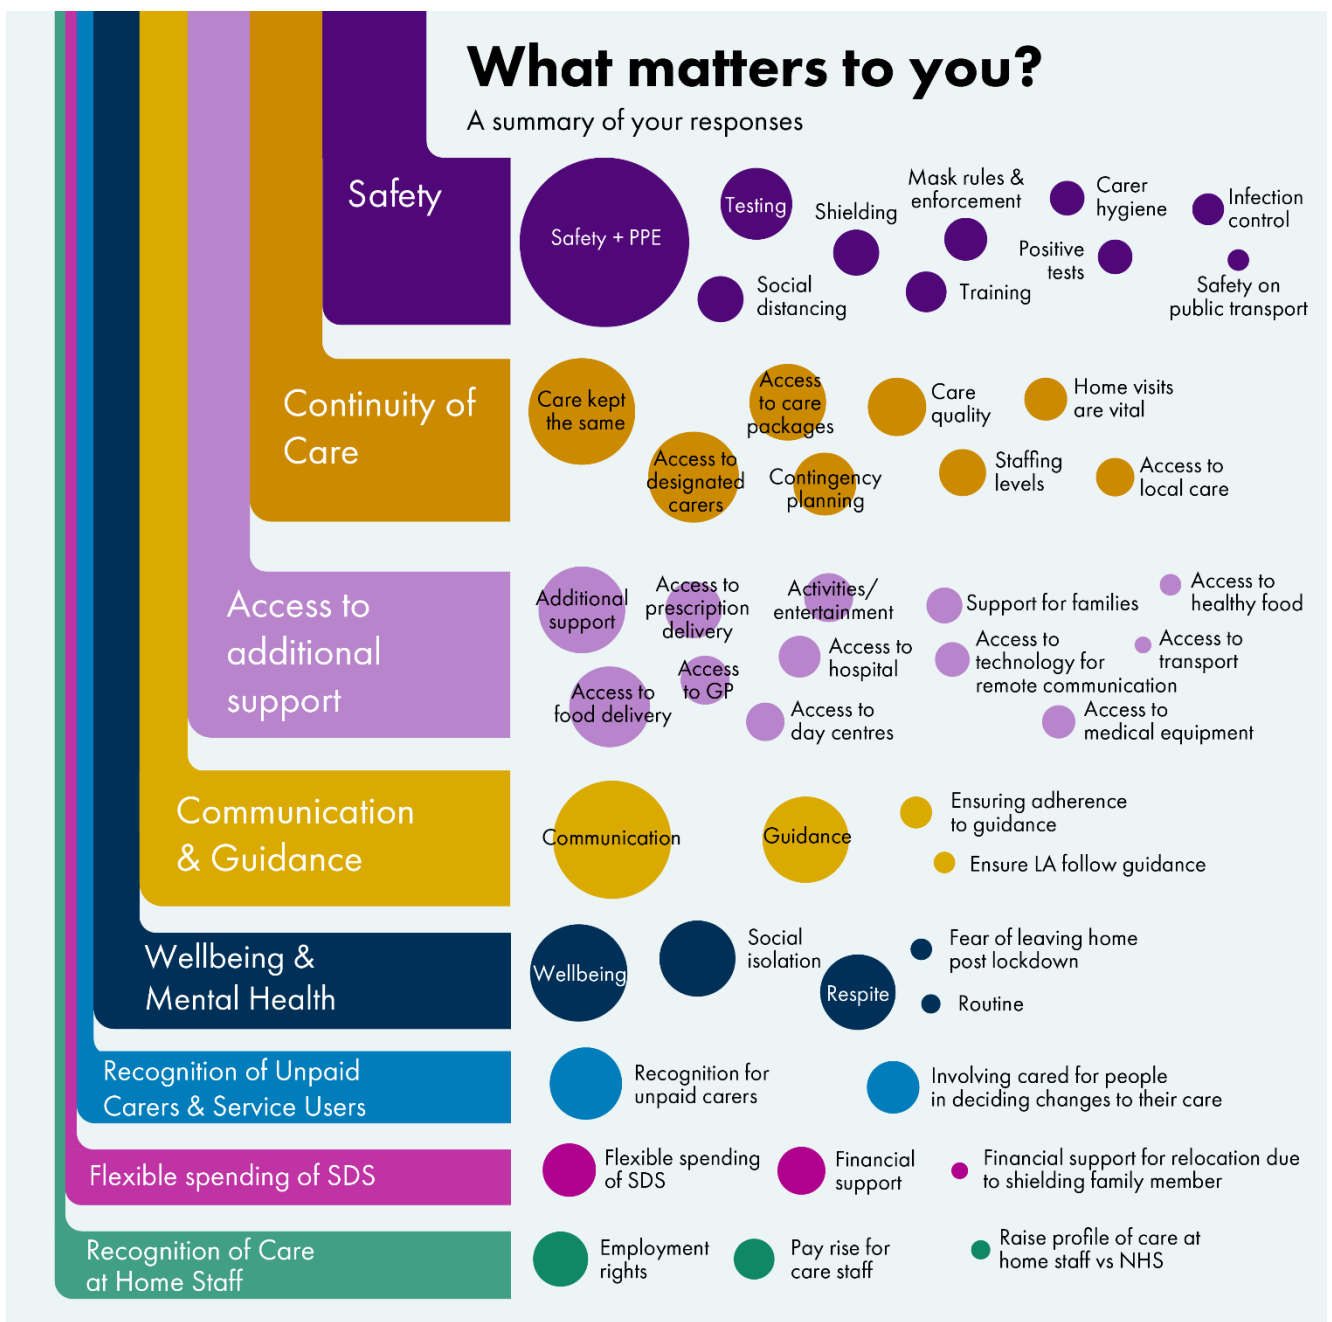 What matters to you?
A summary of your responses
Safety
Safety + PPE
Testing
Social
distancing
Shielding
Mask rules &
enforcement
Training
Carer
hygiene
Positive
tests
Infection
control
Safety on
public transport
Continuity of
Care
Care kept
the same
Access to
designated
carers
Access
to care
packages
Contingency
planning
Care
quality
Staffing
levels
Home visits
are vital
Access to
local care
Access to
additional
support
Additional
support
Access to
food delivery
Access to
prescription
delivery
Access
to GP
Activities/
entertainment
Access to
hospital
Access to
day centres
Support for families
Access to
technology for
remote communication
Access to
healthy food
Access to
transport
Access to
medical equipment
Communication
& Guidance
Communication
Guidance
Ensuring adherence
to guidance
Ensure LA follow guidance
Wellbeing &
Mental Health
Wellbeing
Social
isolation
Respite
Fear of leaving home
post lockdown
Routine
Recognition of Unpaid
Carers & Service Users
Recognition for
unpaid carers
Involving cared for people
in deciding changes to their care
Flexible spending of SDS
Flexible spending
of SDS
Financial
support
Financial support for relocation due
to shielding family member
Recognition of Care
at Home Staff
Employment
rights
Pay rise for
care staff
Raise profile of care at
home staff vs NHS